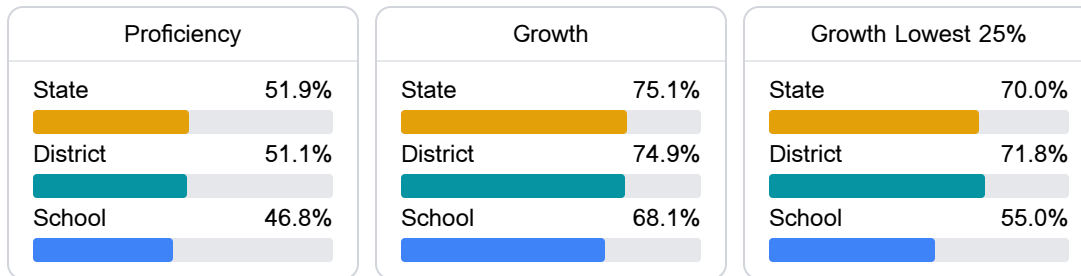 Proficiency
State 51.9%
District 51.1%
School 46.8%
Growth
State 75.1%
District 74.9%
School 68.1%
Growth Lowest 25%
State 70.0%
District 71.8%
School 55.0%